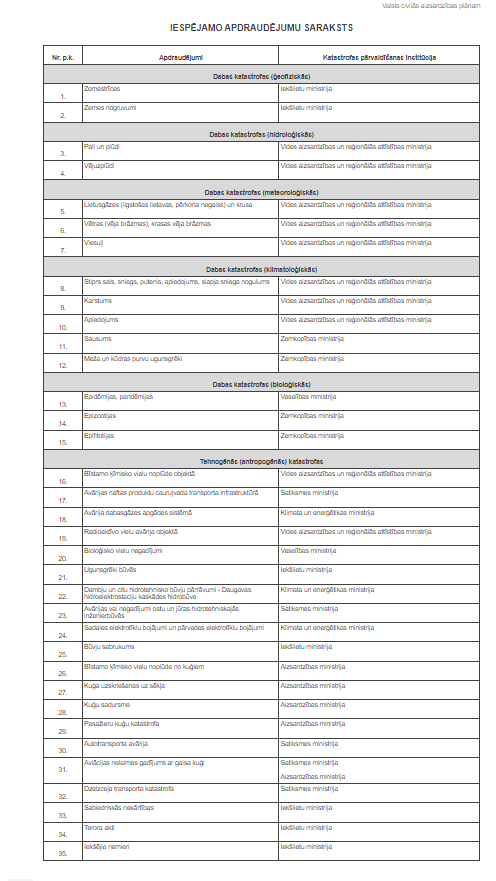 Valsts civilās aizsardzības plānam
IESPĒJAMO APDRAUDĒJUMU SARAKSTS
Nr. p.k. Apdraudējumi Katastrofas pārvaldīšanas institūcija
Dabas katastrofas (ģeofiziskās)
1. Zemestrīces Iekšlietu ministrija
2. Zemes nogruvumi Iekšlietu ministrija
Dabas katastrofas (hidroloģiskās)
3. Pali un plūdi Vides aizsardzības un reģionālās attīstības ministrija
4. Vējuzplūdi Vides aizsardzības un reģionālās attīstības ministrija
Dabas katastrofas (meteoroloģiskās)
5. Lietusgāzes (ilgstošas lietavas, pērkona negaiss) un krusa Vides aizsardzības un reģionālās attīstības ministrija
6. Vētras (vēja brāzmas), krasas vēja brāzmas Vides aizsardzības un reģionālās attīstības ministrija
7. Viesuļi Vides aizsardzības un reģionālās attīstības ministrija
Dabas katastrofas (klimatoloģiskās)
8. Stiprs sals, sniegs, putenis, apledojums, slapja sniega nogulums Vides aizsardzības un reģionālās attīstības ministrija
9. Karstums Vides aizsardzības un reģionālās attīstības ministrija
10. Apledojums Vides aizsardzības un reģionālās attīstības ministrija
11. Sausums Zemkopības ministrija
12. Meža un kūdras purvu ugunsgrēki Zemkopības ministrija
Dabas katastrofas (bioloģiskās)
13. Epidēmijas, pandēmijas Veselības ministrija
14. Epizootijas Zemkopības ministrija
15. Epifitotijas Zemkopības ministrija
Tehnogēnās (antropogēnās) katastrofas
16. Bīstamo ķīmisko vielu noplūde objektā Vides aizsardzības un reģionālās attīstības ministrija
17. Avārijas naftas produktu cauruļvada transporta infrastruktūrā Satiksmes ministrija
18. Avārija dabasgāzes apgādes sistēmā Klimata un enerģētikas ministrija
19. Radioaktīvo vielu avārija objektā Vides aizsardzības un reģionālās attīstības ministrija
20. Bioloģisko vielu negadījumi Veselības ministrija
21. Ugunsgrēki būvēs Iekšlietu ministrija
22. Dambju un citu hidrotehnisko būvju pārrāvumi - Daugavas Klimata un enerģētikas ministrija
hidroelektrostaciju kaskādes hidrobūve
23. Avārijas vai negadījumi ostu un jūras hidrotehniskajās Satiksmes ministrija
inženierbūvēs
24. Sadales elektrotīklu bojājumi un pārvades elektrotīklu bojājumi Klimata un enerģētikas ministrija
25. Būvju sabrukums Iekšlietu ministrija
26. Bīstamo ķīmisko vielu noplūde no kuģiem Aizsardzības ministrija
27. Kuģa uzskriešanas uz sēkļa Aizsardzības ministrija
28. Kuģu sadursme Aizsardzības ministrija
29. Pasažieru kuģu katastrofa Aizsardzības ministrija
30. Autotransporta avārija Satiksmes ministrija
31. Aviācijas nelaimes gadījums ar gaisa kuģi Satiksmes ministrija
Aizsardzības ministrija
32. Dzelzceļa transporta katastrofa Satiksmes ministrija
33. Sabiedriskās nekārtības Iekšlietu ministrija
34. Terora akti Iekšlietu ministrija
35. Iekšējie nemieri Iekšlietu ministrija